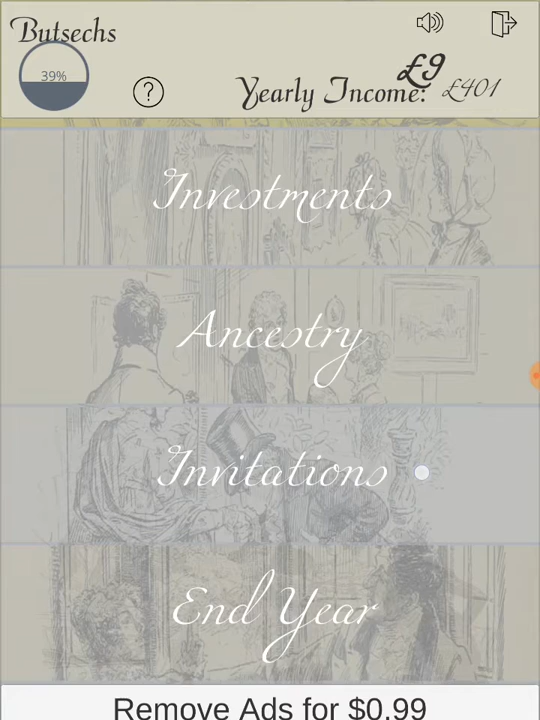 Butsechs
39%
?
£9
Yearly Income: £401
Investments
Ancestry
Invitations
End Year
Remove Ads for $0.99